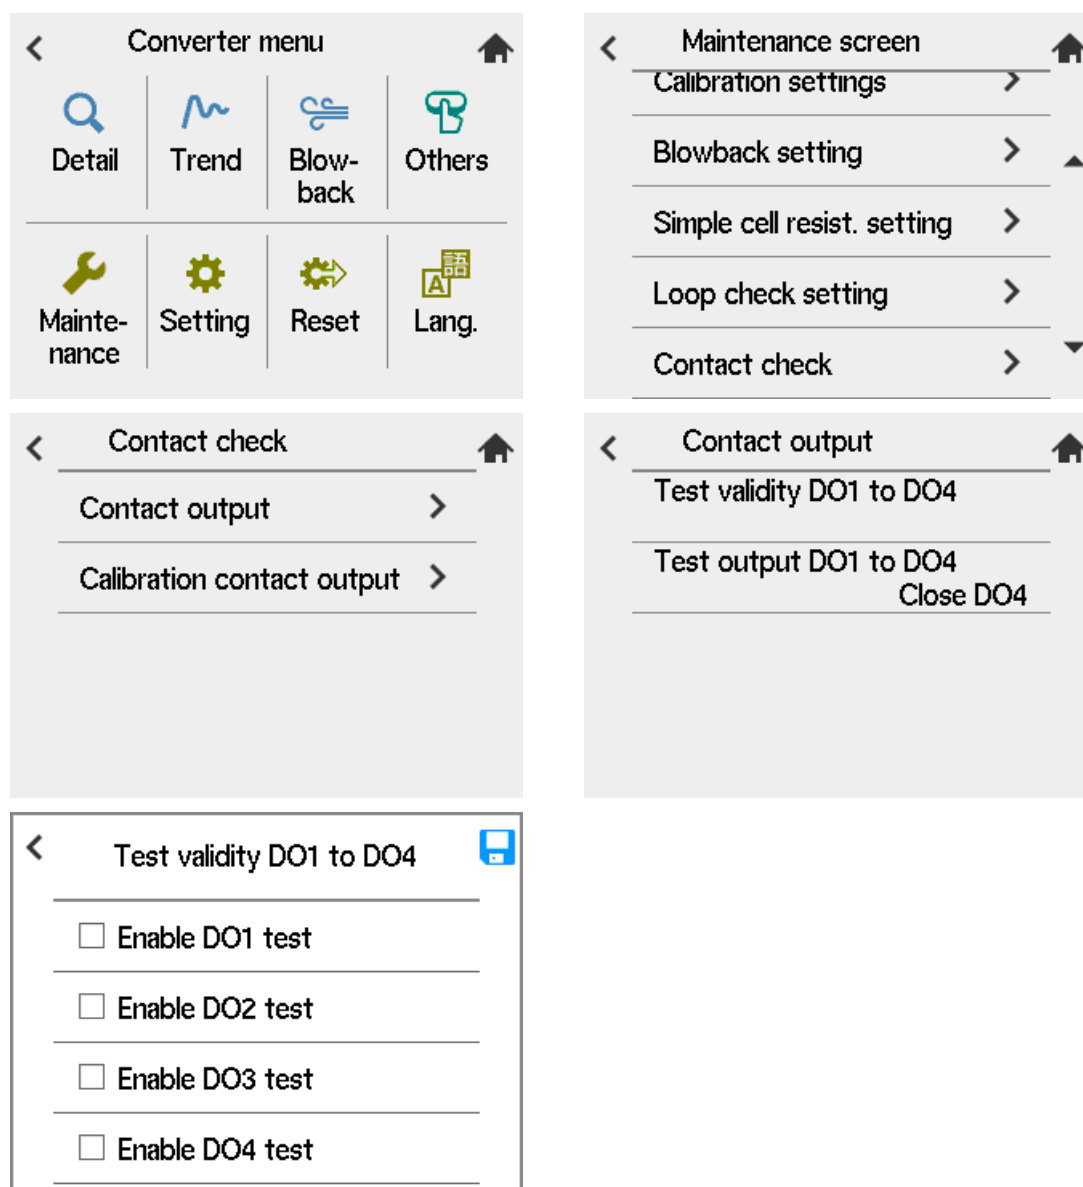 Converter menu
Detail
Trend
Blow-
back
Others
Mainte-
nance
Setting
Reset
A語
Lang.
Maintenance screen
Calibration settings
Blowback setting
Simple cell resist. setting
Loop check setting
Contact check
Contact check
Contact output
Calibration contact output
Contact output
Test validity DO1 to DO4
Test output DO1 to DO4
Close DO4
Test validity DO1 to DO4
Enable DO1 test
Enable DO2 test
Enable DO3 test
Enable DO4 test